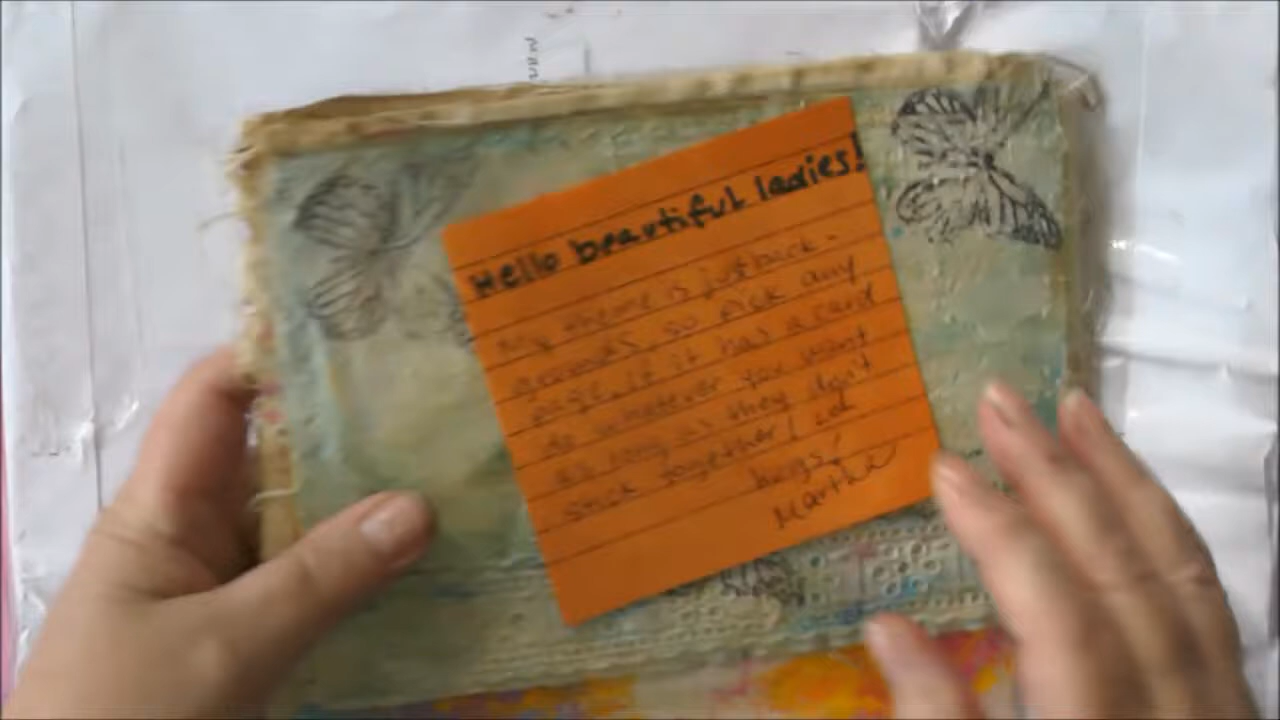 Hello beautiful ladies!
My theme is just back-
grounds so pick any
page. If it has a card
do whatever you want
as long as they don't
stick together! Lol
hugs,
Martha